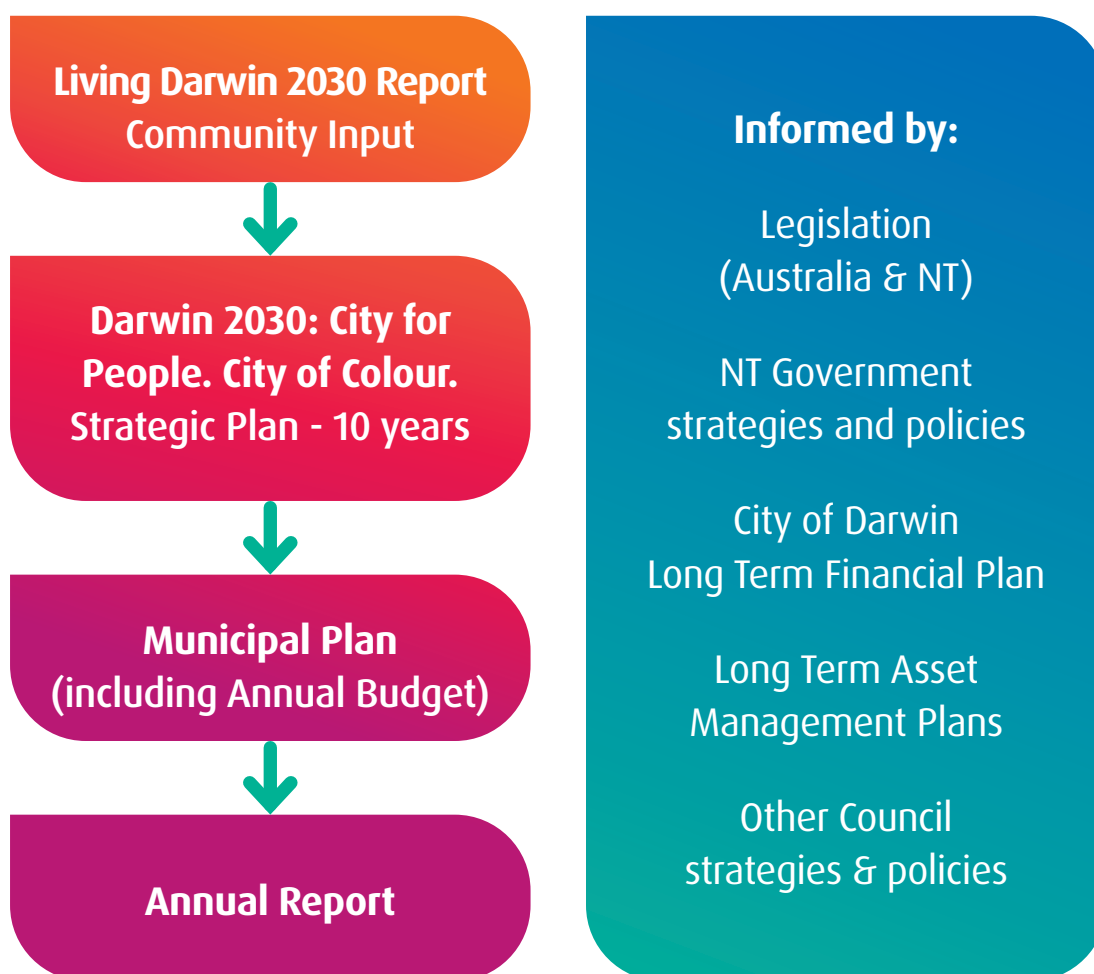 Living Darwin 2030 Report
Community Input
Darwin 2030: City for
People. City of Colour.
Strategic Plan - 10 years
Municipal Plan
(including Annual Budget)
Annual Report
Informed by:
Legislation
(Australia & NT)
NT Government
strategies and policies
City of Darwin
Long Term Financial Plan
Long Term Asset
Management Plans
Other Council
strategies & policies